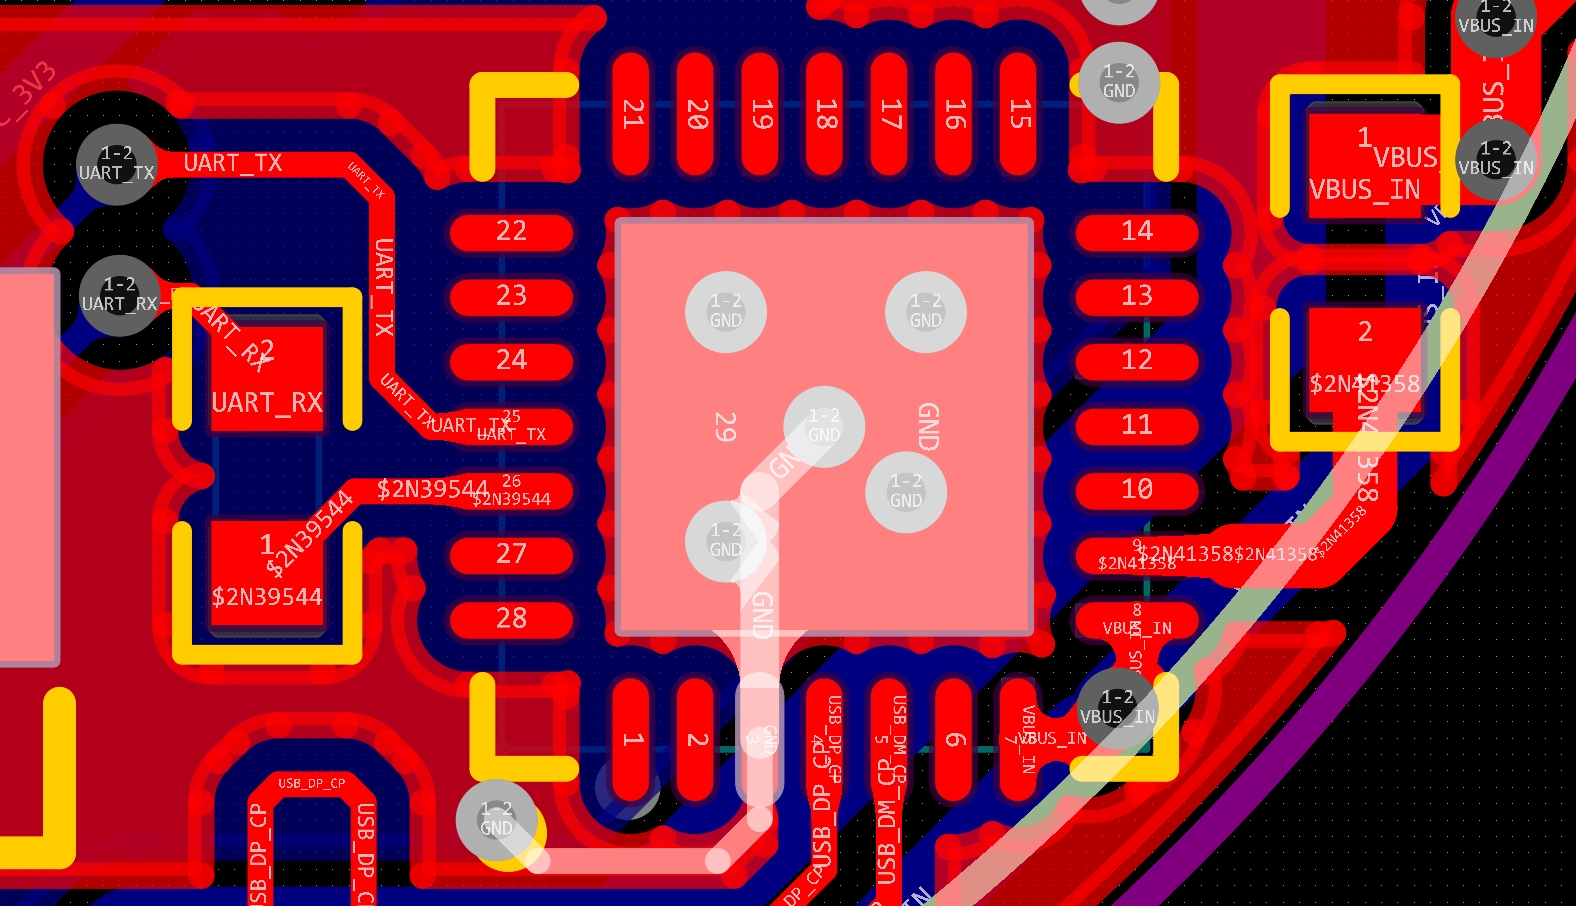 C_3V3
1-2
UART_TX
UART_TX
UART_TX
UART_TX
UART_TX
UART_TX
25
UART_TX
1-2
UART_RX
UART_RX
2
UART_RX
1
$2N39544
$2N39544
$2N39544
26
$2N39544
21
20
19
18
17
16
15
22
23
24
27
28
14
13
12
11
10
9
$2N41358
$2N41358
$2N41358
$2N41358
$2N41358
8
VBUS_IN
1-2
GND
1-2
GND
1-2
GND
1-2
GND
1-2
GND
1-2
GND
29
GND
GND
GND
1
2
3
GND
4
USB_DP_CP
USB_DP_CP
5
USB_DM_CP
USB_DM_CP
6
7
VBUS_IN
VBUS_IN
1-2
VBUS_IN
1-2
GND
USB_DP_CP
USB_DP_CP
1
VBUS_IN
1-2
VBUS_IN
1-2
VBUS_IN
2
$2N41358